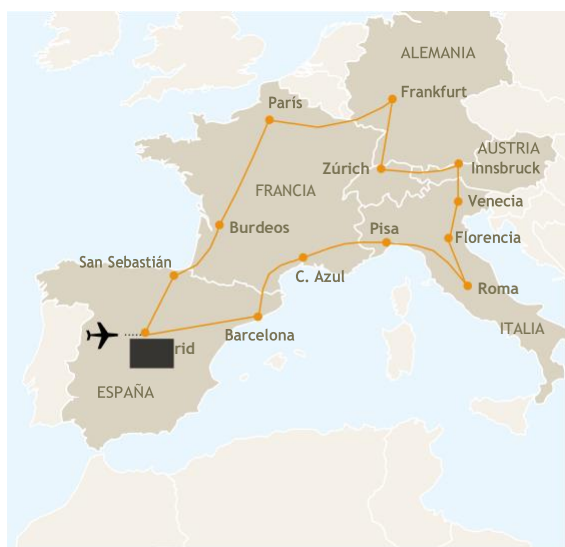 ALEMANIA
París
Frankfurt
AUSTRIA
Innsbruck
Zúrich
FRANCIA
Venecia
Burdeos
Pisa
Florencia
San Sebastián
C. Azul
Roma
Barcelona
ITALIA
rid
ESPAÑA